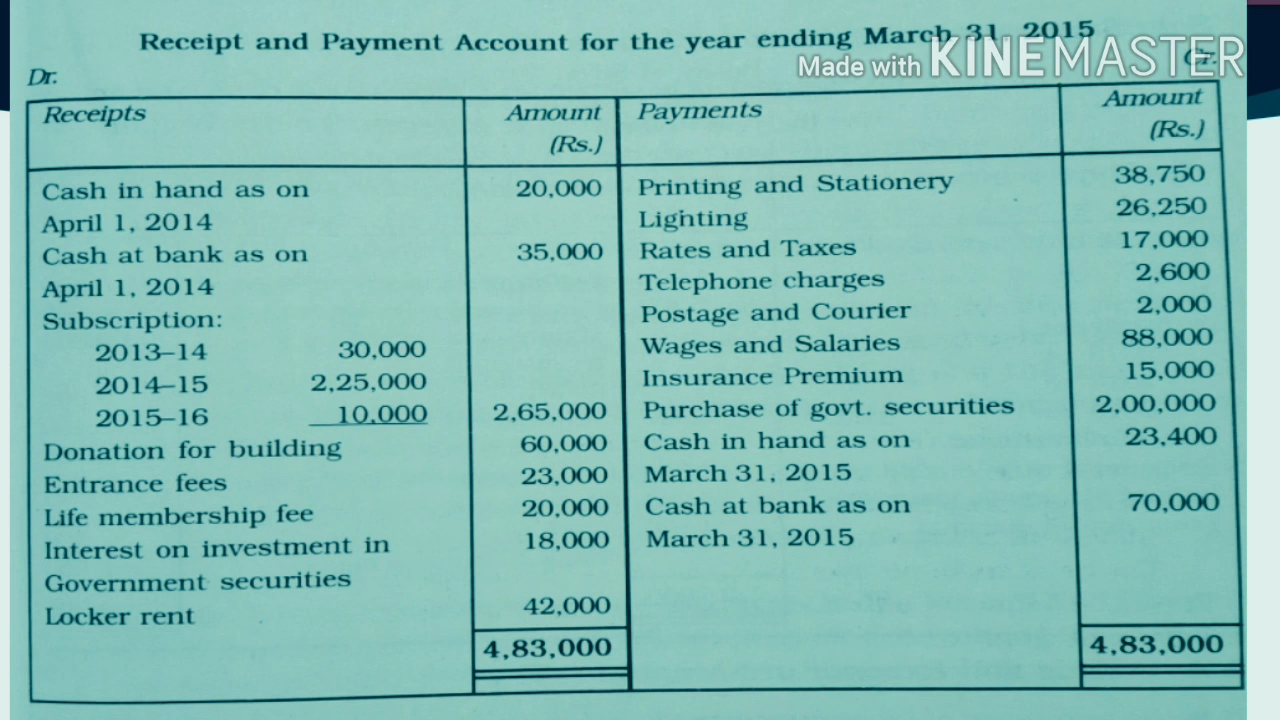 Receipt and Payment Account for the year ending March 31, 2015
Made with KINEMASTER
Dr. Cr.
Receipts Amount (Rs.) Payments Amount (Rs.)
Cash in hand as on 20,000 Printing and Stationery 38,750
April 1, 2014 Lighting 26,250
Cash at bank as on 35,000 Rates and Taxes 17,000
April 1, 2014 Telephone charges 2,600
Subscription: Postage and Courier 2,000
2013–14 30,000 Wages and Salaries 88,000
2014–15 2,25,000 Insurance Premium 15,000
2015–16 10,000 2,65,000 Purchase of govt. securities 2,00,000
Donation for building 60,000 Cash in hand as on 23,400
Entrance fees 23,000 March 31, 2015
Life membership fee 20,000 Cash at bank as on 70,000
Interest on investment in 18,000 March 31, 2015
Government securities
Locker rent 42,000
4,83,000 4,83,000